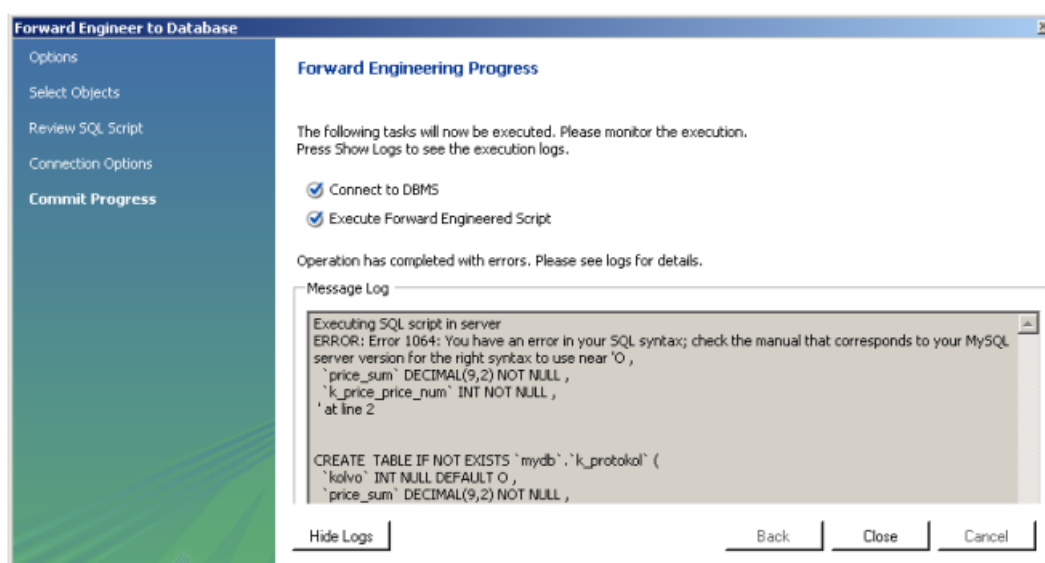 Forward Engineer to Database
Options
Select Objects
Review SQL Script
Connection Options
Commit Progress
Forward Engineering Progress
The following tasks will now be executed. Please monitor the execution.
Press Show Logs to see the execution logs.
Connect to DBMS
Execute Forward Engineered Script
Operation has completed with errors. Please see logs for details.
Message Log
Executing SQL script in server
ERROR: Error 1064: You have an error in your SQL syntax; check the manual that corresponds to your MySQL
server version for the right syntax to use near 'O ,
`price_sum` DECIMAL(9,2) NOT NULL ,
`k_price_price_num` INT NOT NULL ,
' at line 2
CREATE TABLE IF NOT EXISTS `mydb`.`k_protokol` (
`kolvo` INT NULL DEFAULT O ,
`price_sum` DECIMAL(9,2) NOT NULL ,
Hide Logs
Back
Close
Cancel